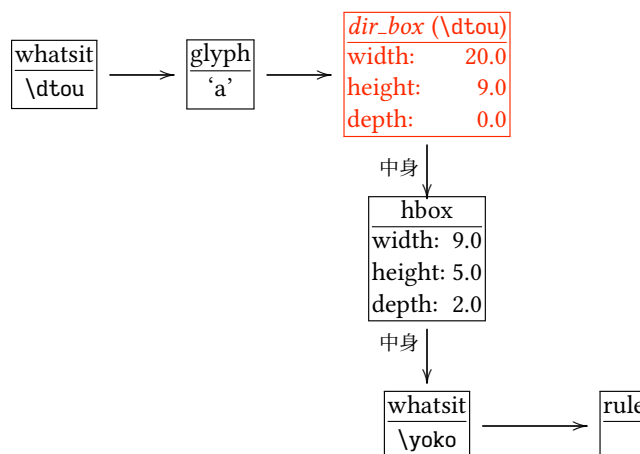 whatsit
\dtou
glyph
‘a’
dir_box (\dtou)
width: 20.0
height: 9.0
depth: 0.0
中身
hbox
width: 9.0
height: 5.0
depth: 2.0
中身
whatsit
\yoko
rule